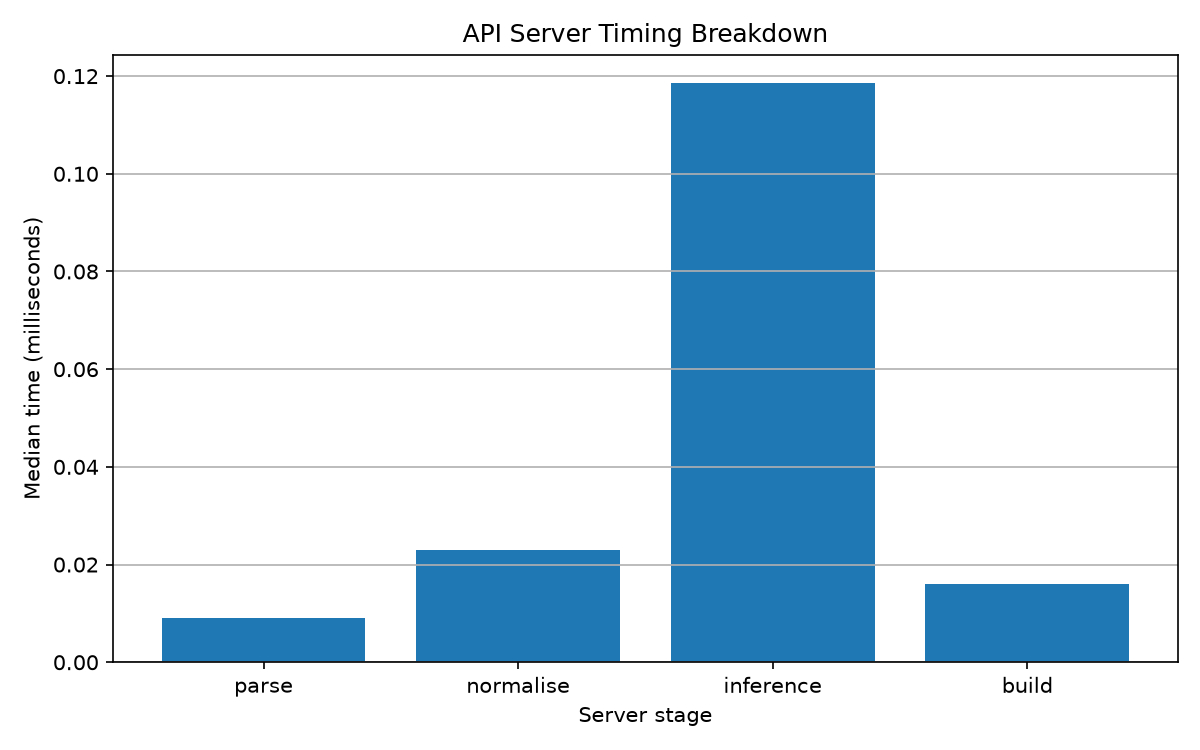 API Server Timing Breakdown
Median time (milliseconds)
0.12
0.10
0.08
0.06
0.04
0.02
0.00
parse normalise inference build
Server stage